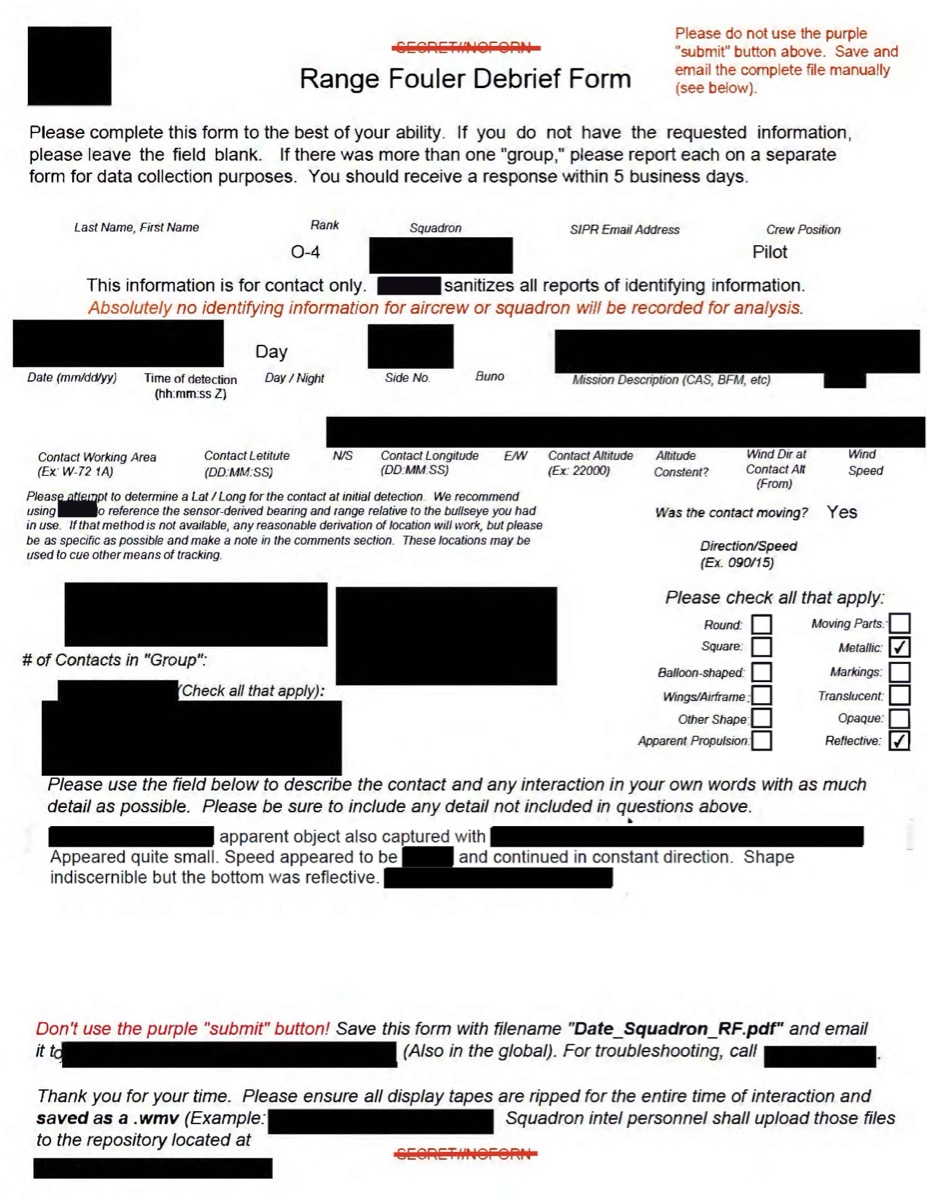 SECRET//NOFORN
Please do not use the purple
"submit" button above. Save and
email the complete file manually
(see below).
Range Fouler Debrief Form
Please complete this form to the best of your ability. If you do not have the requested information,
please leave the field blank. If there was more than one "group," please report each on a separate
form for data collection purposes. You should receive a response within 5 business days.
Last Name, First Name Rank Squadron SIPR Email Address Crew Position
O-4 Pilot
This information is for contact only. sanitizes all reports of identifying information.
Absolutely no identifying information for aircrew or squadron will be recorded for analysis.
Day
Date (mm/dd/yy) Time of detection Day / Night Side No. Buno Mission Description (CAS, BFM, etc)
(hh:mm:ss Z)
Contact Working Area Contact Letitute N/S Contact Longitude E/W Contact Altitude Altitude Wind Dir at Wind
(Ex: W-72 1A) (DD:MM:SS) (DD:MM:SS) (Ex: 22000) Constent? Contact Alt Speed
(From)
Please attempt to determine a Lat / Long for the contact at initial detection. We recommend
using to reference the sensor-derived bearing and range relative to the bullseye you had
in use. If that method is not available, any reasonable derivation of location will work, but please
be as specific as possible and make a note in the comments section. These locations may be
used to cue other means of tracking.
Was the contact moving? Yes
Direction/Speed
(Ex. 090/15)
Please check all that apply:
Round: Moving Parts:
Square: Metallic: ✓
Balloon-shaped: Markings:
Wings/Airframe: Translucent:
Other Shape: Opaque:
Apparent Propulsion: Reflective: ✓
# of Contacts in "Group":
(Check all that apply):
Please use the field below to describe the contact and any interaction in your own words with as much
detail as possible. Please be sure to include any detail not included in questions above.
apparent object also captured with
Appeared quite small. Speed appeared to be and continued in constant direction. Shape
indiscernible but the bottom was reflective.
Don't use the purple "submit" button! Save this form with filename "Date_Squadron_RF.pdf" and email
it to (Also in the global). For troubleshooting, call .
Thank you for your time. Please ensure all display tapes are ripped for the entire time of interaction and
saved as a .wmv (Example: Squadron intel personnel shall upload those files
to the repository located at
SECRET//NOFORN